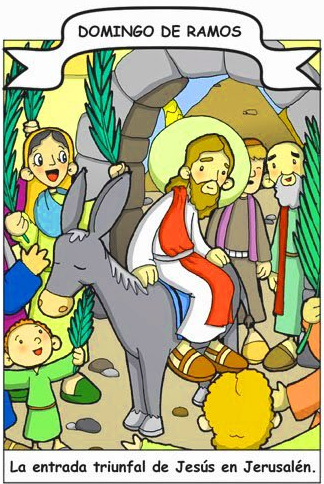 DOMINGO DE RAMOS
La entrada triunfal de Jesús en Jerusalén.